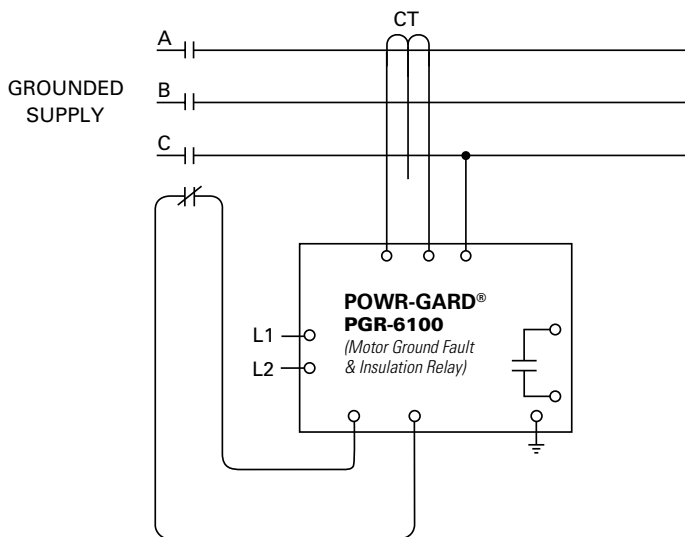 CT
A
GROUNDED
SUPPLY
B
C
POWR-GARD®
PGR-6100
(Motor Ground Fault
& Insulation Relay)
L1
L2